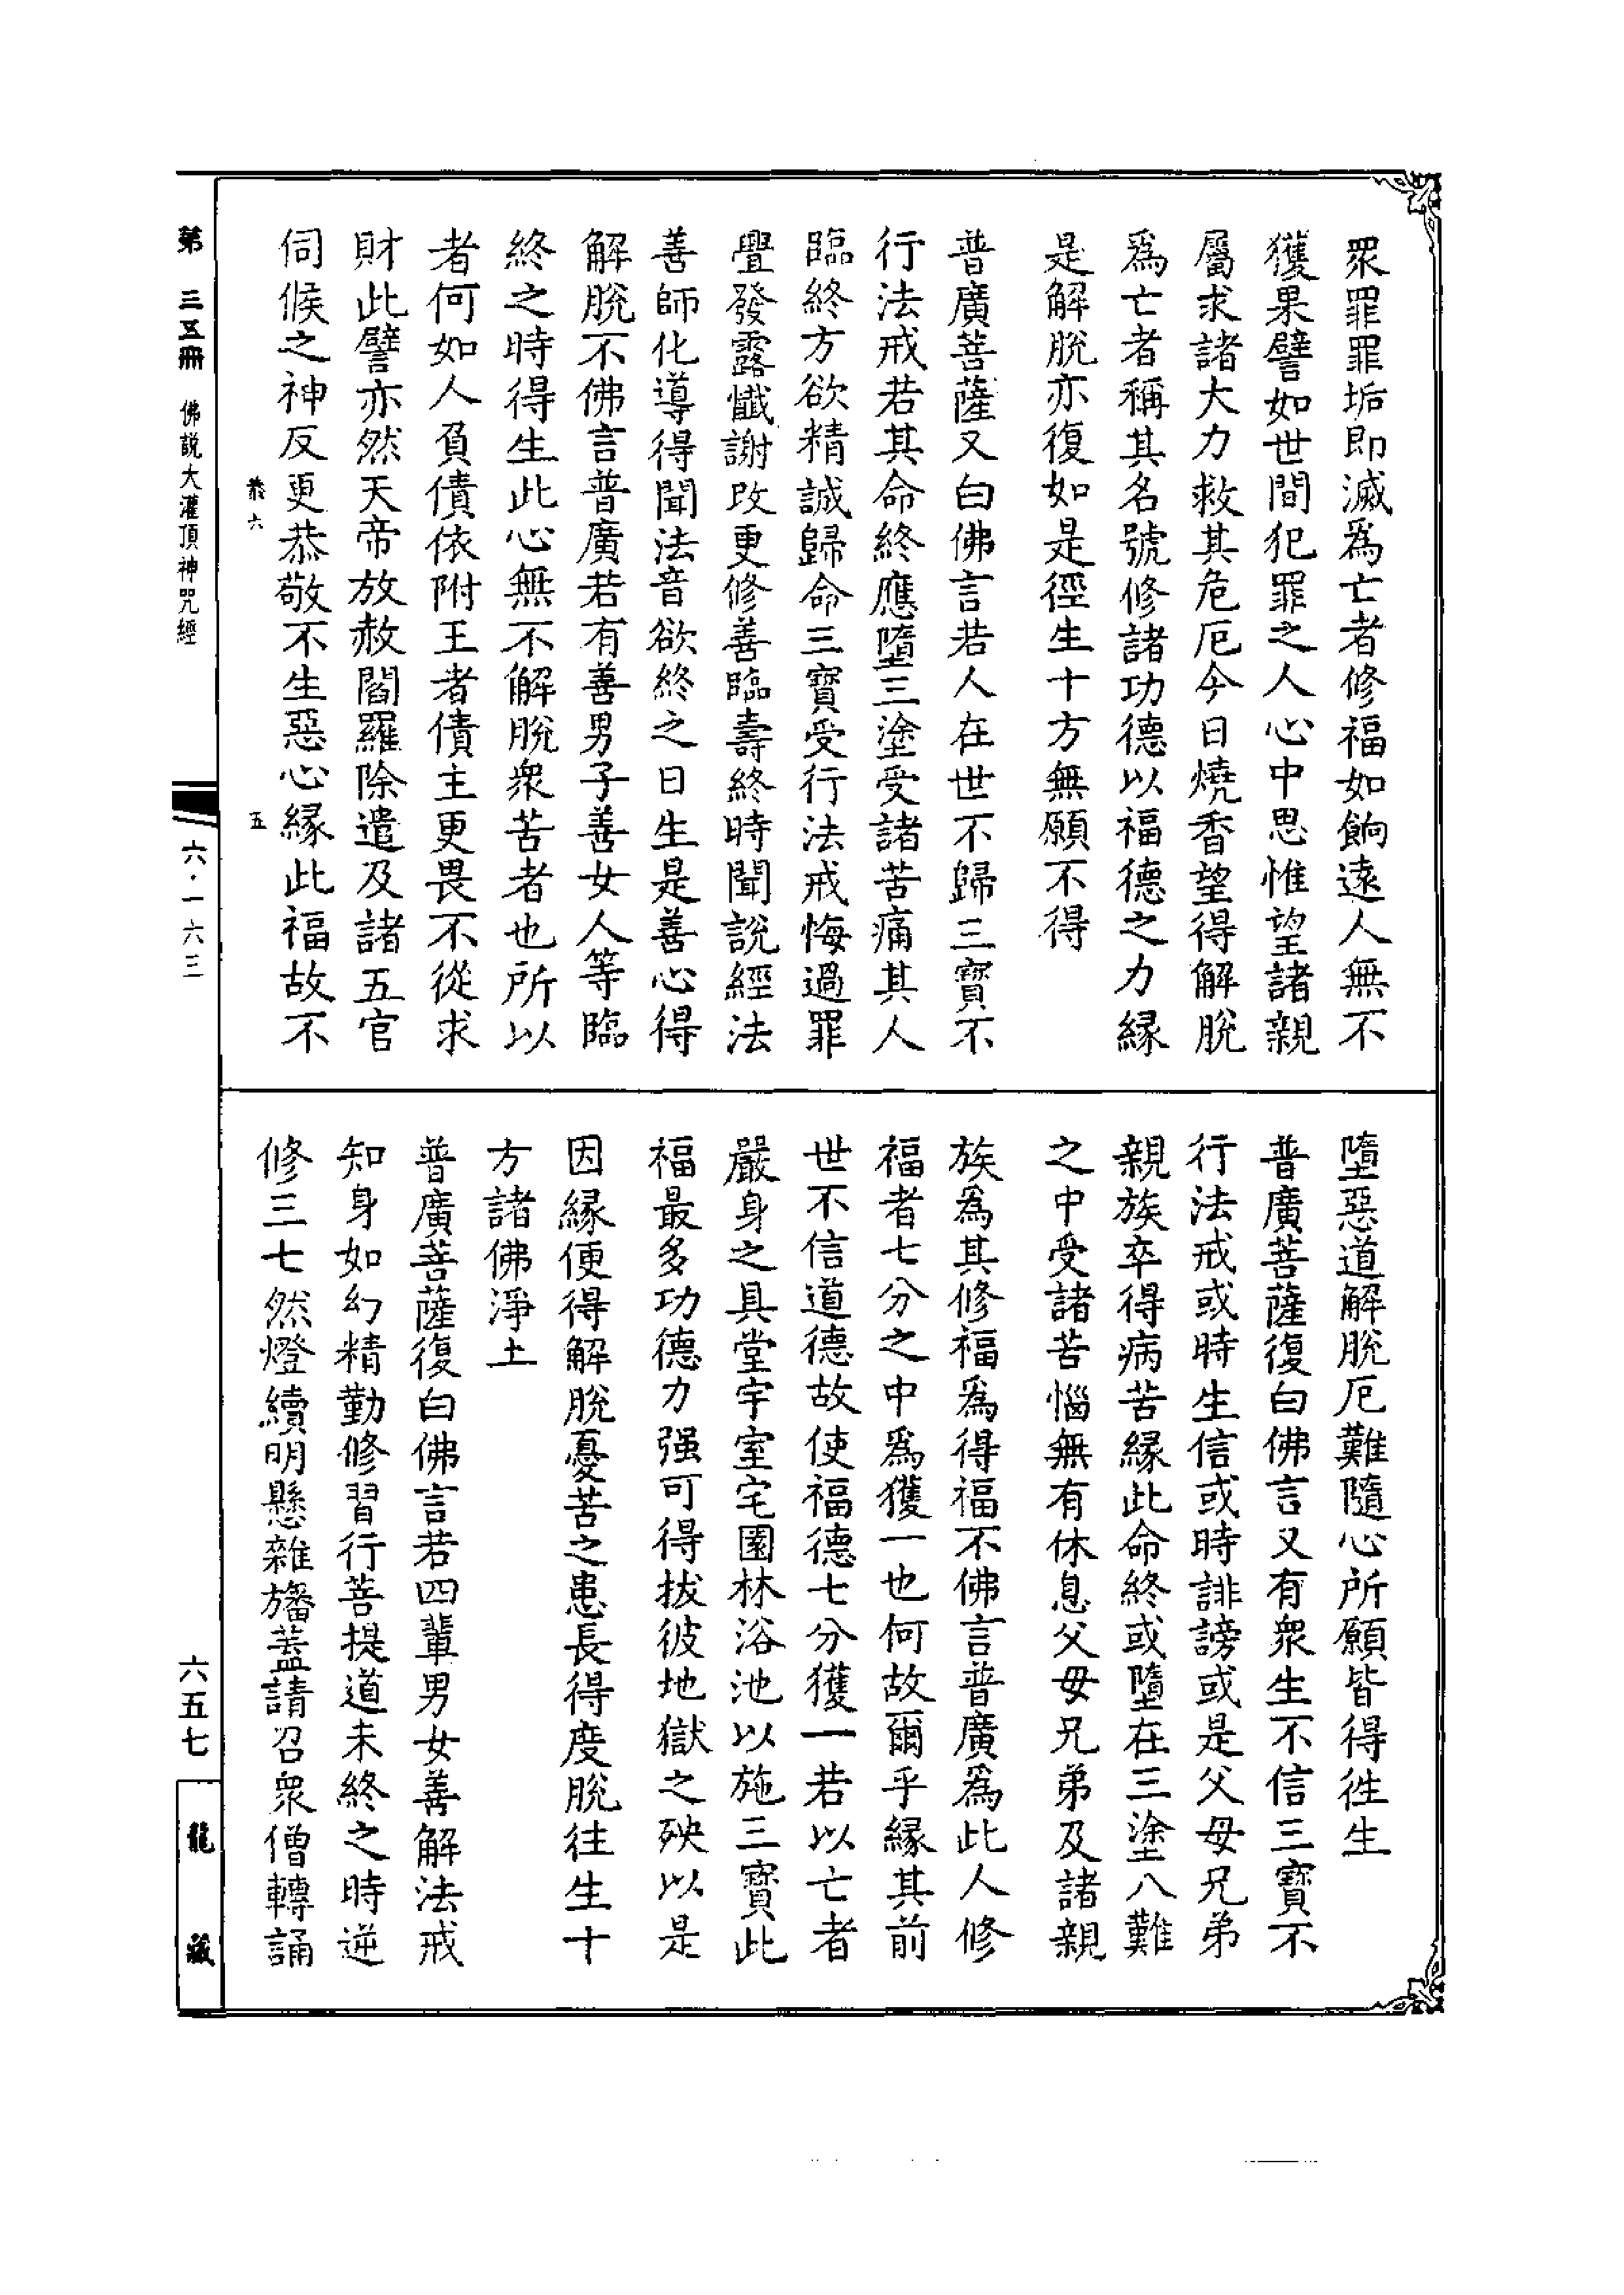 眾罪罪垢即滅爲亡者修福如餉遠人無不
獲果譬如世間犯罪之人心中思惟望諸親
屬求諸大力救其危厄今日燒香望得解脫
爲亡者稱其名號修諸功德以福德之力緣
是解脫亦復如是徑生十方無願不得
普廣菩薩又白佛言若人在世不歸三寶不
行法戒若其命終應墮三塗受諸苦痛其人
臨終方欲精誠歸命三寶受行法戒悔過罪
舋發露懺謝改更修善臨壽終時聞說經法
善師化導得聞法音欲終之日生是善心得
解脫不佛言普廣若有善男子善女人等臨
終之時得生此心無不解脫眾苦者也所以
者何如人負債依附王者債主更畏不從求
財此譬亦然天帝放赦閻羅除遣及諸五官
伺候之神反更恭敬不生惡心緣此福故不
墮惡道解脫厄難隨心所願皆得徃生
普廣菩薩復白佛言又有眾生不信三寶不
行法戒或時生信或時誹謗或是父母兄弟
親族卒得病苦緣此命終或墮在三塗八難
之中受諸苦惱無有休息父母兄弟及諸親
族爲其修福爲得福不佛言普廣爲此人修
福者七分之中爲獲一也何故爾乎緣其前
世不信道德故使福德七分獲一若以亡者
嚴身之具堂宇室宅園林浴池以施三寶此
福最多功德力强可得拔彼地獄之殃以是
因緣便得解脫憂苦之患長得度脫往生十
方諸佛淨土
普廣菩薩復白佛言若四輩男女善解法戒
知身如幻精勤修習行菩提道未終之時逆
修三七然燈續明懸雜旛蓋請召眾僧轉誦
恭六
五
第三五冊 佛說大灌頂神咒經
六·一六三
六五七
龍藏